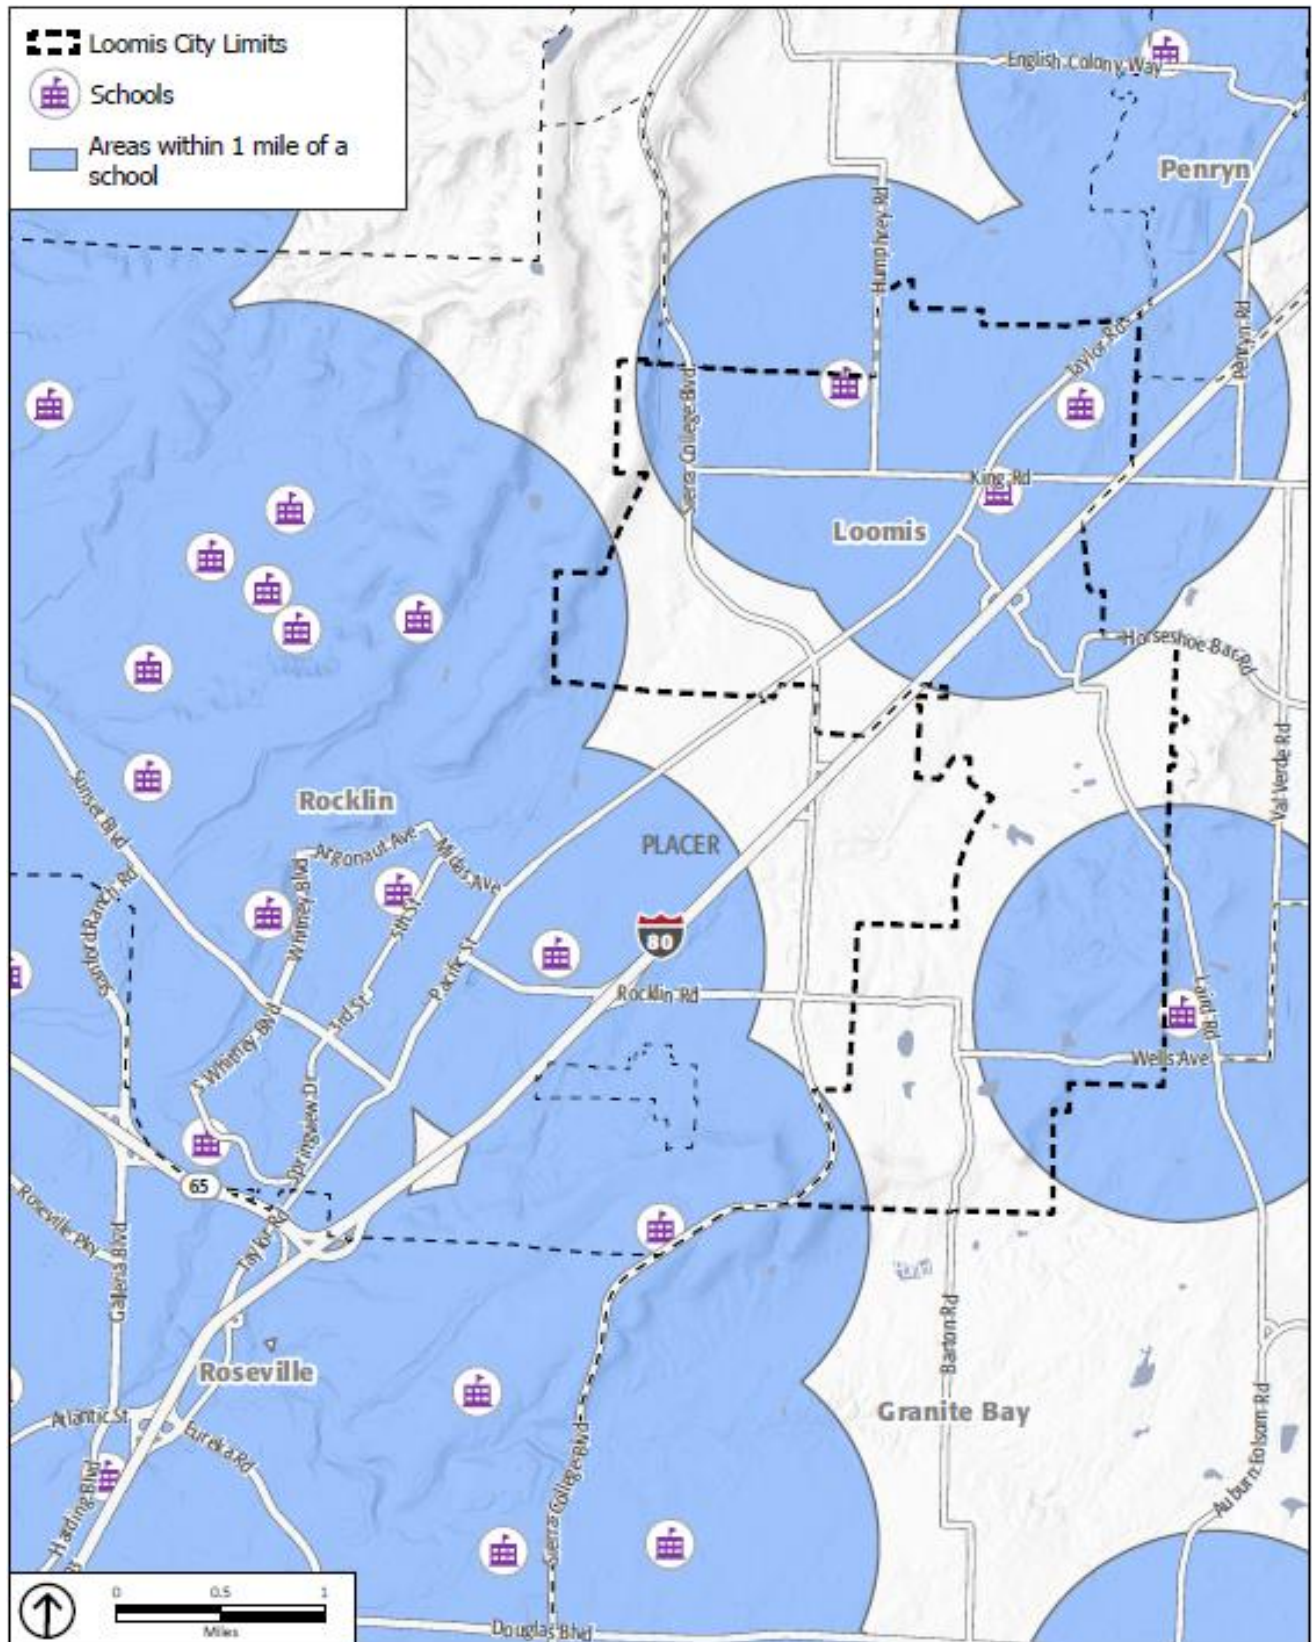 Loomis City Limits
Schools
Areas within 1 mile of a
school
English Colony Way
Penryn
Humphrey Rd
Taylor Rd
Penryn Rd
Sierra College Blvd
King Rd
Loomis
Horseshoe Bar Rd
Val Verde Rd
Sunset Blvd
Rocklin
Argonaut Ave
Midas Ave
PLACER
Stanford Ranch Rd
Whitney Blvd
5th St
Pacific St
80
Rocklin Rd
Laird Rd
3rd St
S Whitney Blvd
Wells Ave
Springview Dr
65
Roseville Pky
Galleria Blvd
Taylor Rd
Barton Rd
Roseville
Granite Bay
Atlantic St
Eureka Rd
Harding Blvd
Sierra College Blvd
Auburn Folsom Rd
0 0.5 1
Miles
Douglas Blvd